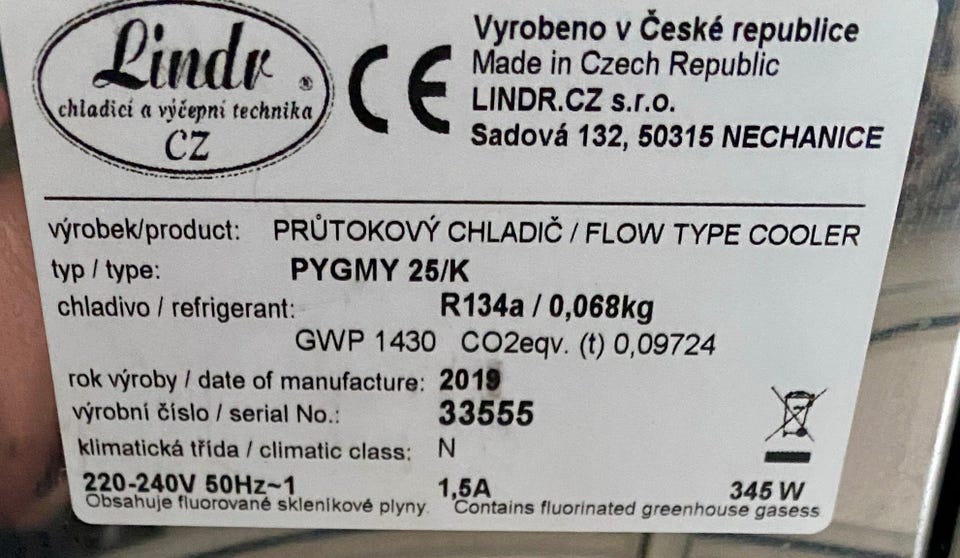 Lindr ®
chladicí a výčepní technika
CZ
CE
Vyrobeno v České republice
Made in Czech Republic
LINDR.CZ s.r.o.
Sadová 132, 50315 NECHANICE
výrobek/product: PRŮTOKOVÝ CHLADIČ / FLOW TYPE COOLER
typ / type: PYGMY 25/K
chladivo / refrigerant: R134a / 0,068kg
GWP 1430 CO2eqv. (t) 0,09724
rok výroby / date of manufacture: 2019
výrobní číslo / serial No.: 33555
klimatická třída / climatic class: N
220-240V 50Hz~1 1,5A 345 W
Obsahuje fluorované skleníkové plyny. Contains fluorinated greenhouse gasess